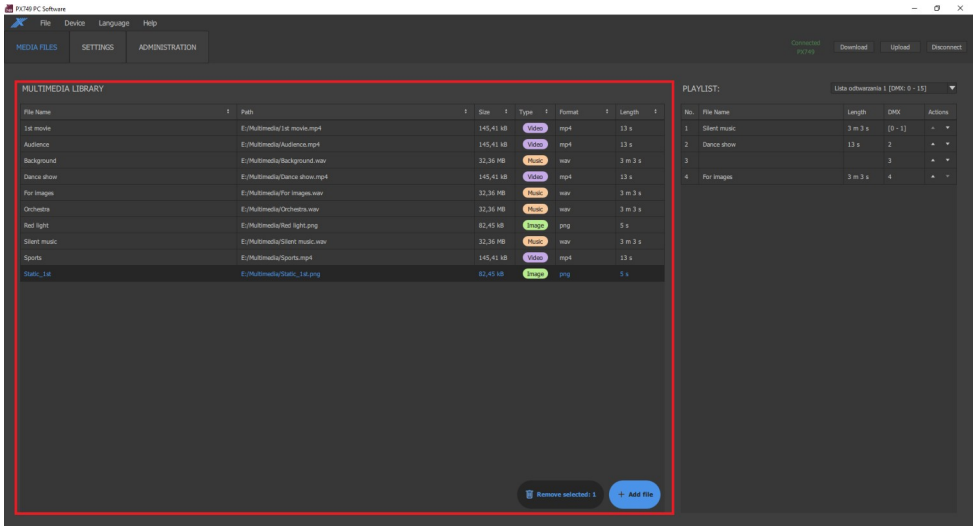 PX749 PC Software
File Device Language Help
MEDIA FILES SETTINGS ADMINISTRATION
Connected
PX749
Download Upload Disconnect
MULTIMEDIA LIBRARY
File Name Path Size Type Format Length
1st movie E:/Multimedia/1st movie.mp4 145,41 kB Video mp4 13 s
Audience E:/Multimedia/Audience.mp4 145,41 kB Video mp4 13 s
Background E:/Multimedia/Background.wav 32,36 MB Music wav 3 m 3 s
Dance show E:/Multimedia/Dance show.mp4 145,41 kB Video mp4 13 s
For images E:/Multimedia/For images.wav 32,36 MB Music wav 3 m 3 s
Orchestra E:/Multimedia/Orchestra.wav 32,36 MB Music wav 3 m 3 s
Red light E:/Multimedia/Red light.png 82,45 kB Image png 5 s
Silent music E:/Multimedia/Silent music.wav 32,36 MB Music wav 3 m 3 s
Sports E:/Multimedia/Sports.mp4 145,41 kB Video mp4 13 s
Static_1st E:/Multimedia/Static_1st.png 82,45 kB Image png 5 s
Remove selected: 1 + Add file
PLAYLIST: Lista odtwarzania 1 [DMX: 0 - 15]
No. File Name Length DMX Actions
1 Silent music 3 m 3 s [0 - 1]
2 Dance show 13 s 2
3 3
4 For images 3 m 3 s 4